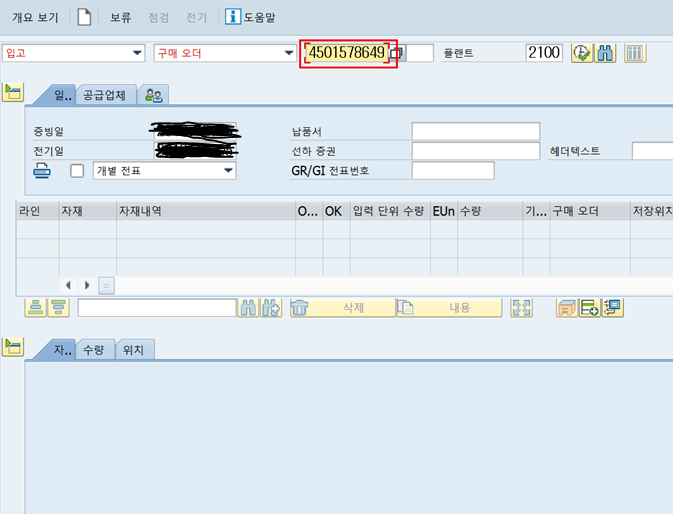 개요 보기 보류 점검 전기 도움말
입고 구매 오더 4501578649 플랜트 2100
일.. 공급업체
증빙일 납품서
전기일 선하 증권 헤더텍스트
개별 전표 GR/GI 전표번호
라인 자재 자재내역 O... OK 입력 단위 수량 EUn 수량 기... 구매 오더 저장위치
삭제 내용
자.. 수량 위치